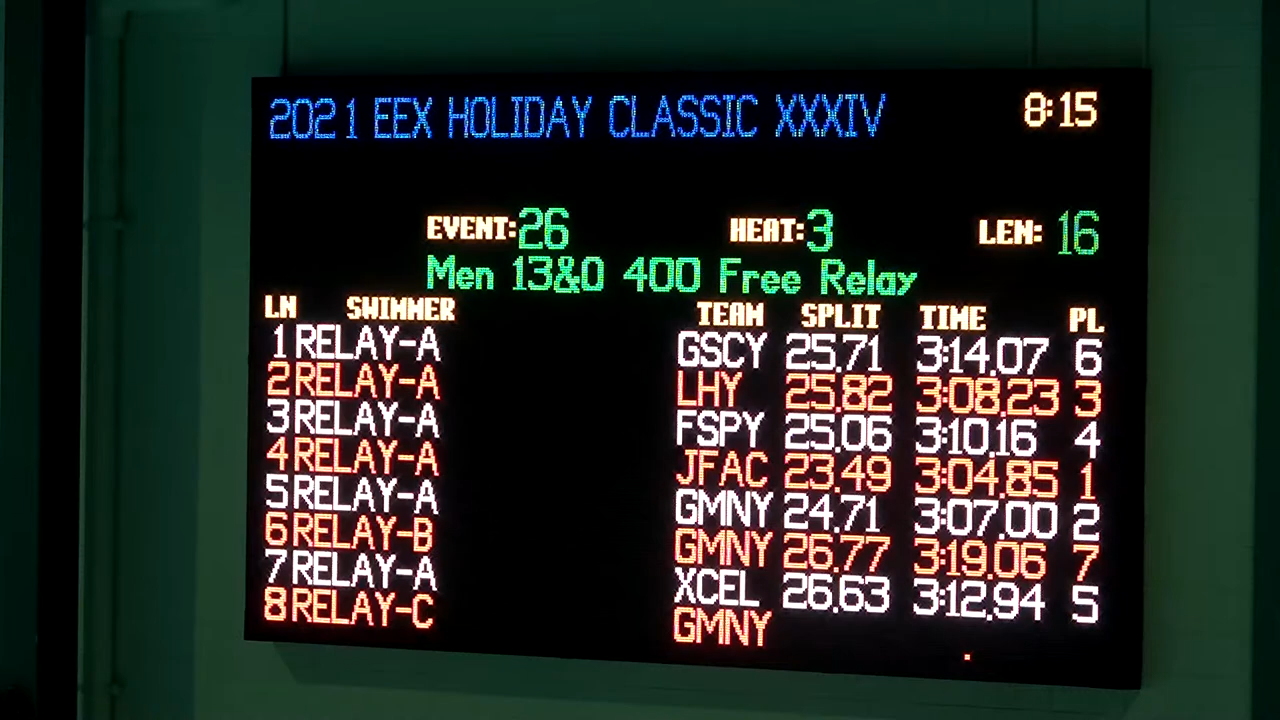 2021 EEX HOLIDAY CLASSIC XXXIV 8:15
EVENT:26 HEAT:3 LEN: 16
Men 13&O 400 Free Relay
LN SWIMMER TEAM SPLIT TIME PL
1 RELAY-A GSCY 25.71 3:14.07 6
2 RELAY-A LHY 25.82 3:08.23 3
3 RELAY-A FSPY 25.06 3:10.16 4
4 RELAY-A JFAC 23.49 3:04.85 1
5 RELAY-A GMNY 24.71 3:07.00 2
6 RELAY-B GMNY 26.77 3:19.06 7
7 RELAY-A XCEL 26.63 3:12.94 5
8 RELAY-C GMNY .